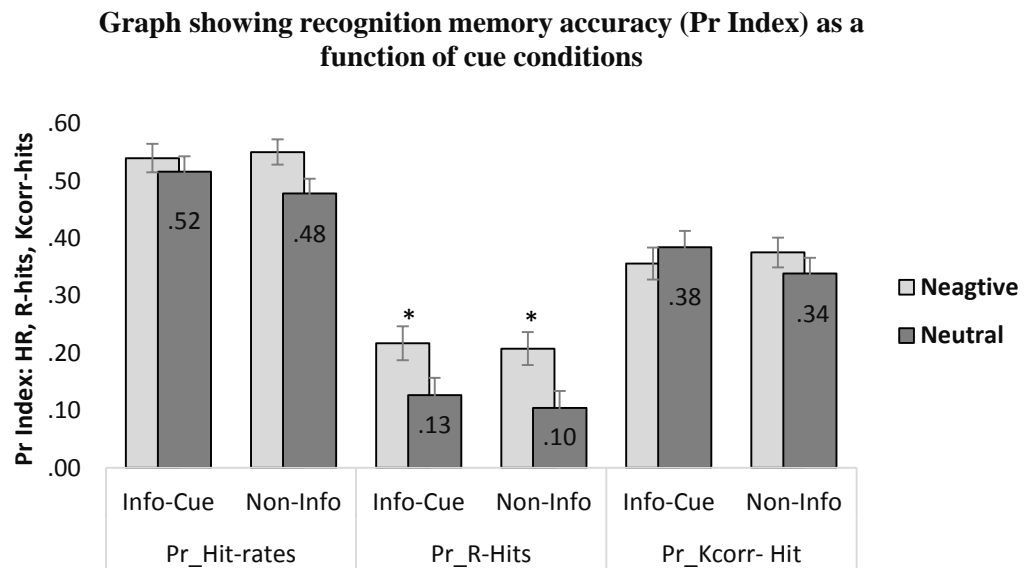 Graph showing recognition memory accuracy (Pr Index) as a
function of cue conditions
Pr Index: HR, R-hits, Kcorr-hits
.60
.50
.40
.30
.20
.10
.00
.52
.48
*
.13
*
.10
.38
.34
Neagtive
Neutral
Info-Cue
Non-Info
Info-Cue
Non-Info
Info-Cue
Non-Info
Pr_Hit-rates
Pr_R-Hits
Pr_Kcorr- Hit